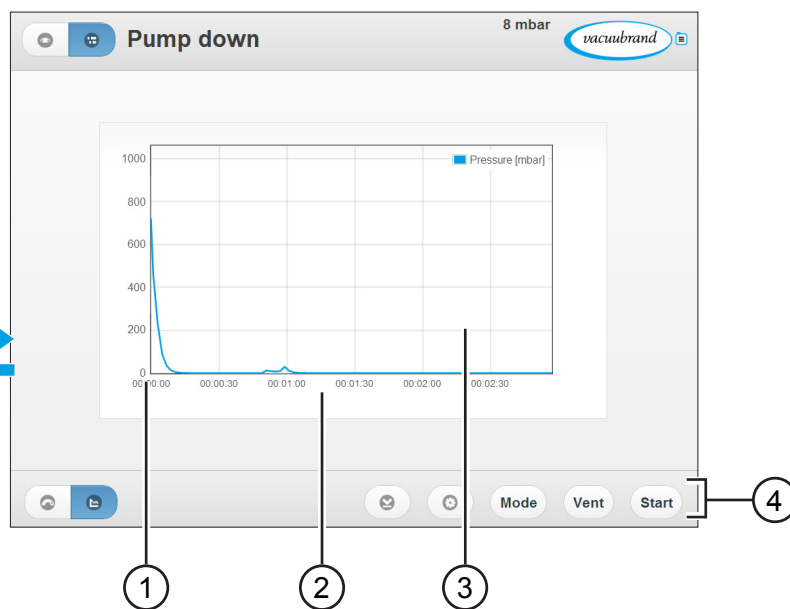 Pump down
8 mbar
vacuubrand
Pressure [mbar]
1000
800
600
400
200
0
00:00:00 00:00:30 00:01:00 00:01:30 00:02:00 00:02:30
Mode Vent Start
4
1 2 3